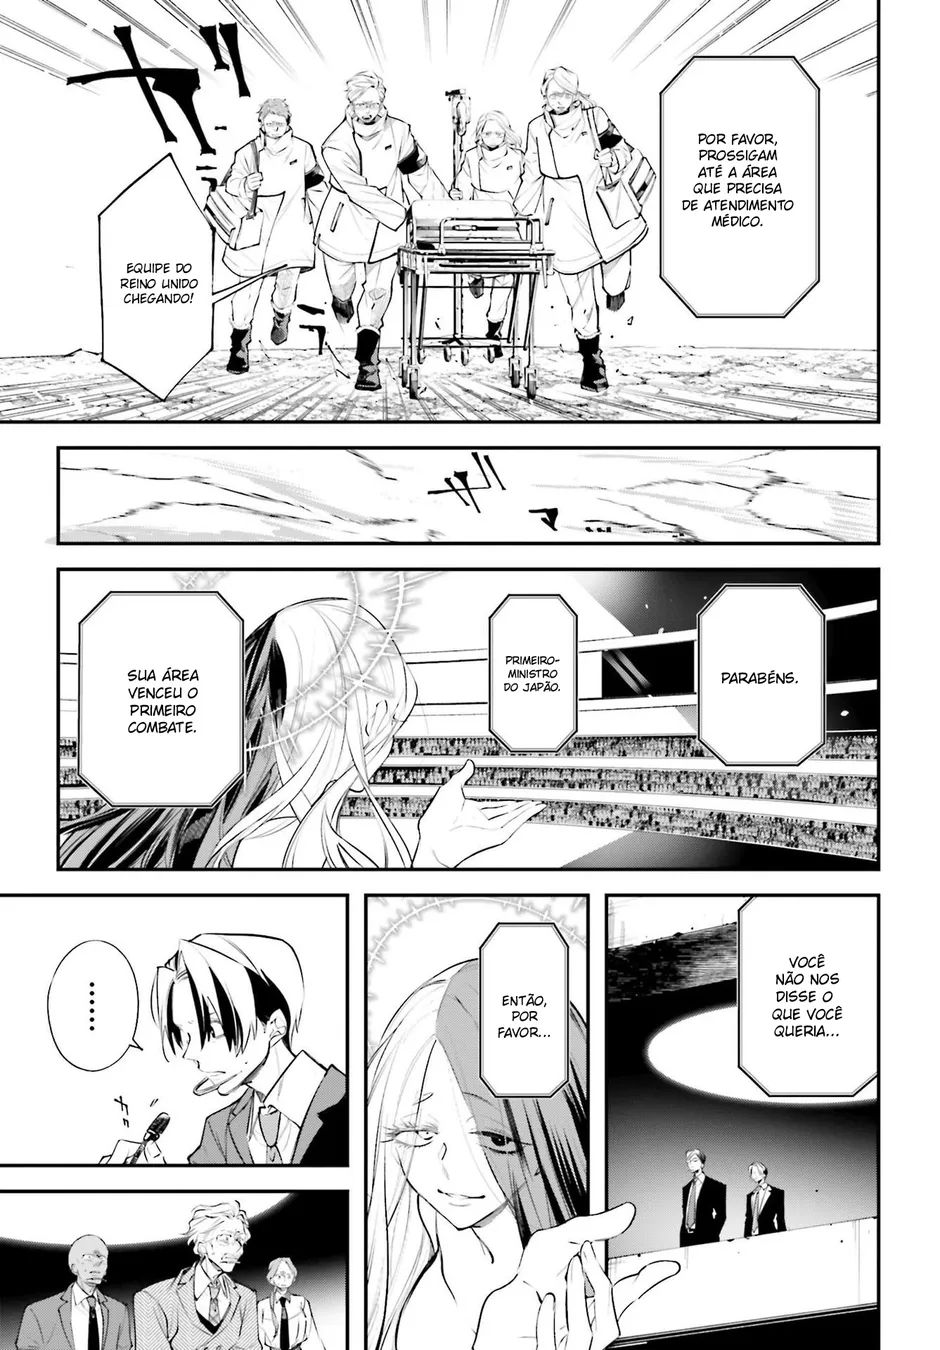 POR FAVOR,
PROSSIGAM
ATÉ A ÁREA
QUE PRECISA
DE ATENDIMENTO
MÉDICO.
EQUIPE DO
REINO UNIDO
CHEGANDO!
PARABÉNS.
PRIMEIRO-
MINISTRO
DO JAPÃO.
SUA ÁREA
VENCEU O
PRIMEIRO
COMBATE.
VOCÊ
NÃO NOS
DISSE O
QUE VOCÊ
QUERIA...
ENTÃO,
POR
FAVOR...
......